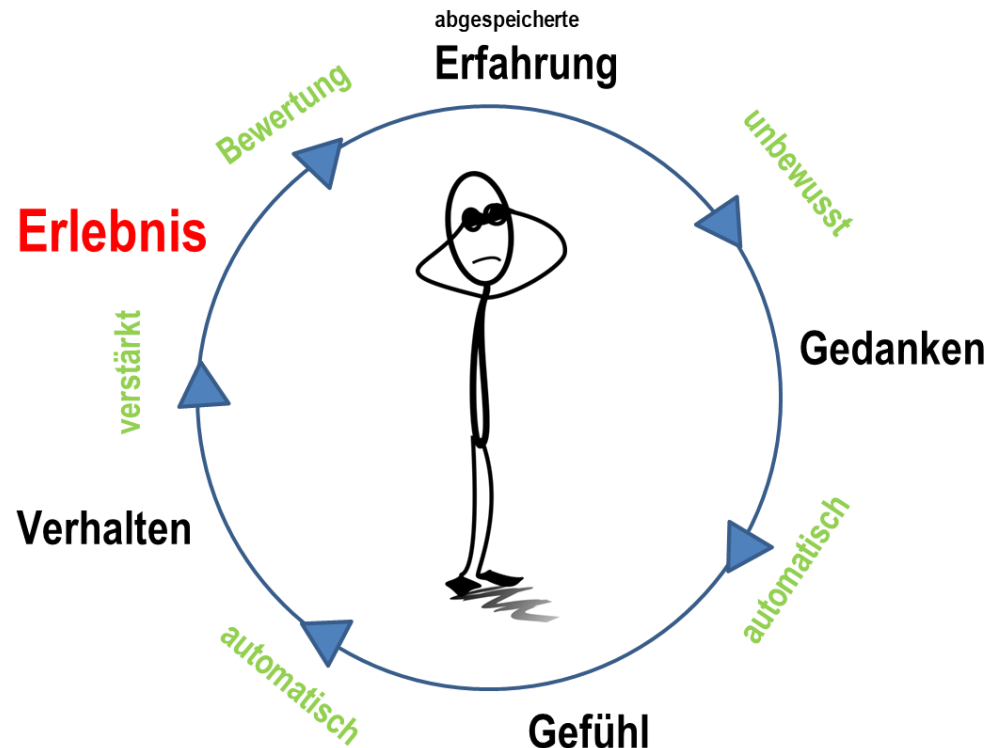 abgespeicherte
Erfahrung
unbewusst
Gedanken
automatisch
Gefühl
automatisch
Verhalten
verstärkt
Erlebnis
Bewertung